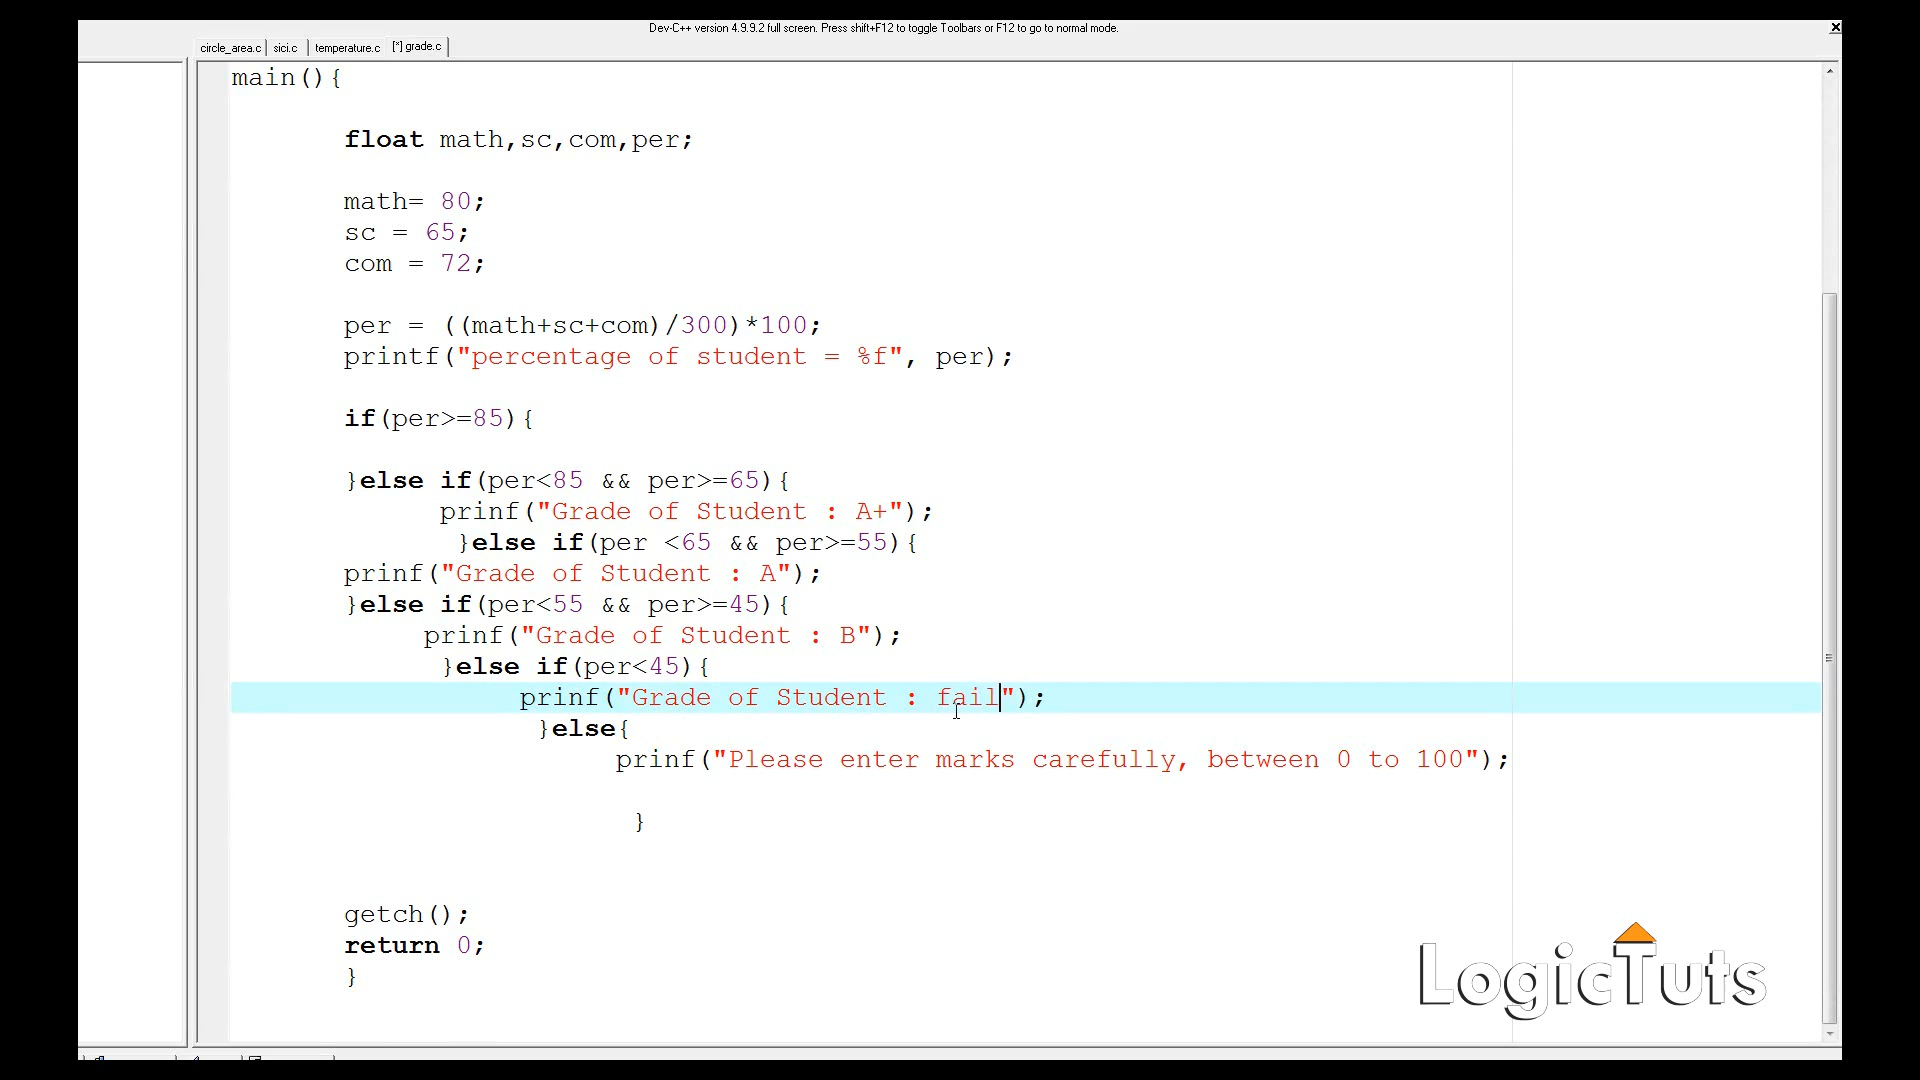 Dev-C++ version 4.9.9.2 full screen. Press shift+F12 to toggle Toolbars or F12 to go to normal mode.
circle_area.c sici.c temperature.c [*] grade.c
main(){
float math,sc,com,per;
math= 80;
sc = 65;
com = 72;
per = ((math+sc+com)/300)*100;
printf("percentage of student = %f", per);
if(per>=85){
}else if(per<85 && per>=65){
prinf("Grade of Student : A+");
}else if(per <65 && per>=55){
prinf("Grade of Student : A");
}else if(per<55 && per>=45){
prinf("Grade of Student : B");
}else if(per<45){
prinf("Grade of Student : fail");
}else{
prinf("Please enter marks carefully, between 0 to 100");
}
getch();
return 0;
}
LogicTuts